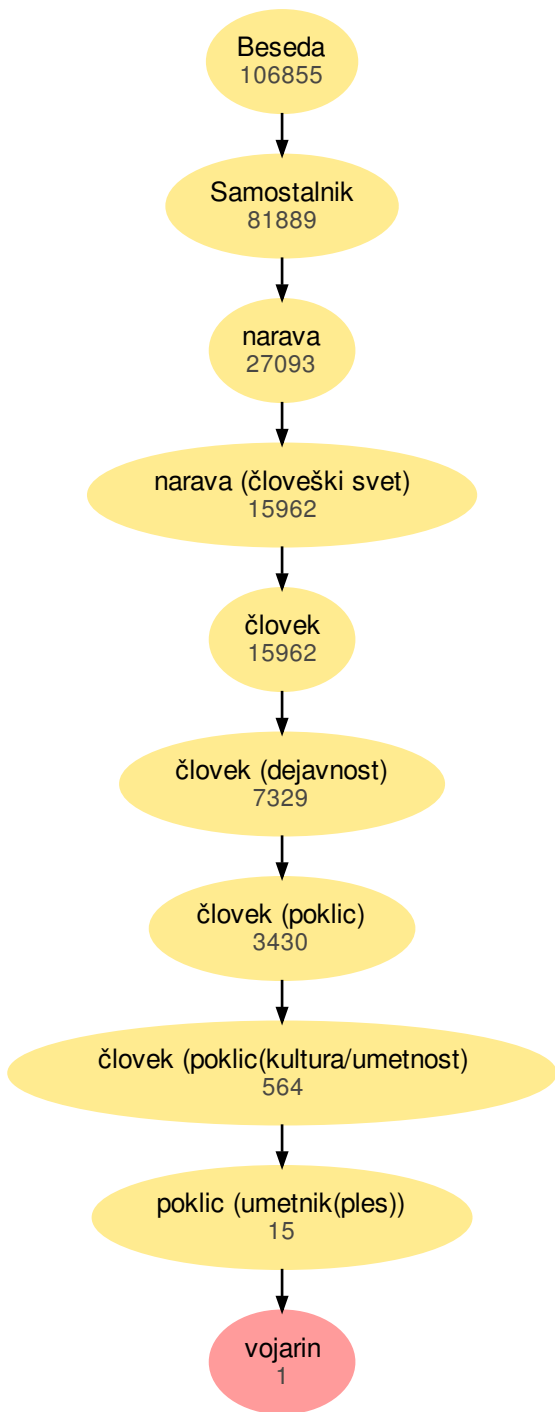 Beseda
106855
Samostalnik
81889
narava
27093
narava (človeški svet)
15962
človek
15962
človek (dejavnost)
7329
človek (poklic)
3430
človek (poklic(kultura/umetnost)
564
poklic (umetnik(ples))
15
vojarin
1